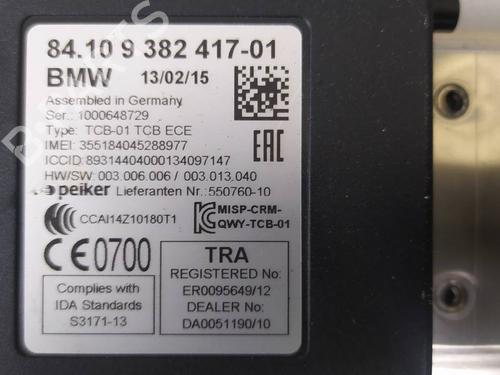 84.10 9 382 417-01
BMW 13/02/15
Assembled in Germany
Ser.: 1000648729
Type: TCB-01 TCB ECE
IMEI: 355184045288977
ICCID: 89314404000134097147
HW/SW: 003.006.006 / 003.013.040
peiker Lieferanten Nr.:550760-10
CCAI14Z10180T1
MISP-CRM-
QWY-TCB-01
CE0700
TRA
REGISTERED No:
ER0095649/12
DEALER No:
DA0051190/10
Complies with
IDA Standards
S3171-13
EAC